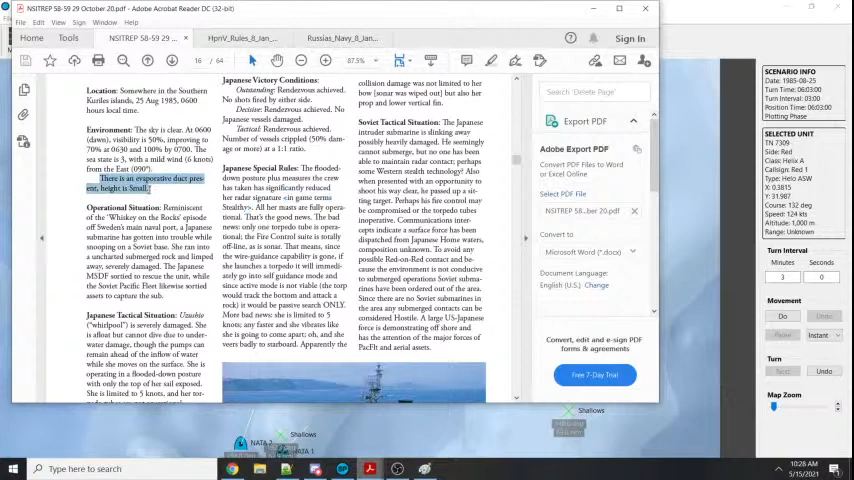 NSITREP 58-59 29 October 20.pdf - Adobe Acrobat Reader DC (32-bit)
File Edit View Sign Window Help
Home Tools NSITREP 58-59 29 ... × HpnV_Rules_8_Jan_... Russias_Navy_8_Jan... Sign In
16 / 64 87.5%
Location: Somewhere in the Southern
Kuriles islands, 25 Aug 1985, 0600
hours local time.
Environment: The sky is clear. At 0600
(dawn), visibility is 50%, improving to
70% at 0630 and 100% by 0700. The
sea state is 3, with a mild wind (6 knots)
from the East (090°).
There is an evaporative duct pres-
ent, height is Small.
Operational Situation: Reminiscent
of the 'Whiskey on the Rocks' episode
off Sweden's main naval port, a Japanese
submarine has gotten into trouble while
snooping on a Soviet base. She ran into
a uncharted submerged rock and limped
away, severely damaged. The Japanese
MSDF sortied to rescue the unit, while
the Soviet Pacific Fleet likewise sortied
assets to capture the sub.
Japanese Tactical Situation: Uzushio
("whirlpool") is severely damaged. She
is afloat but cannot dive due to under-
water damage, though the pumps can
remain ahead of the inflow of water
while she moves on the surface. She is
operating in a flooded-down posture
with only the top of her sail exposed.
She is limited to 5 knots, and her tor-
Japanese Victory Conditions:
Outstanding: Rendezvous achieved.
No shots fired by either side.
Decisive: Rendezvous achieved. No
Japanese vessels damaged.
Tactical: Rendezvous achieved.
Number of vessels crippled (50% dam-
age or more) at a 1:1 ratio.
Japanese Special Rules: The flooded-
down posture plus measures the crew
has taken has significantly reduced
her radar signature <in game terms
Stealthy>. All her masts are fully opera-
tional. That's the good news. The bad
news: only one torpedo tube is opera-
tional; the Fire Control suite is totally
off-line, as is sonar. That means, since
the wire-guidance capability is gone, if
she launches a torpedo it will immedi-
ately go into self guidance mode and
since active mode is not viable (the torp
would track the bottom and attack a
rock) it would be passive search ONLY.
More bad news: she is limited to 5
knots; any faster and she vibrates like
she is going to come apart; oh, and she
veers badly to starboard. Apparently the
collision damage was not limited to her
bow [sonar was wiped out] but also her
prop and lower vertical fin.
Soviet Tactical Situation: The Japanese
intruder submarine is slinking away
possibly heavily damaged. He seemingly
cannot submerge, but no one has been
able to maintain radar contact; perhaps
some Western stealth technology? Also
when presented with an opportunity to
shoot his way clear, he passed up a sit-
ting target. Perhaps his fire control may
be compromised or the torpedo tubes
inoperative. Communications inter-
cepts indicate a surface force has been
dispatched from Japanese Home waters,
composition unknown. To avoid any
possible Red-on-Red contact and be-
cause the environment is not conducive
to submerged operations Soviet subma-
rines have been ordered out of the area.
Since there are no Soviet submarines in
the area any submerged contacts can be
considered Hostile. A large US-Japanese
force is demonstrating off shore and
has the attention of the major forces of
PacFlt and aerial assets.
Search 'Delete Page'
Export PDF
Adobe Export PDF
Convert PDF Files to Word
or Excel Online
Select PDF File
NSITREP 58...ber 20.pdf ×
Convert to
Microsoft Word (*.docx)
Document Language:
English (U.S.) Change
Convert, edit and e-sign PDF
forms & agreements
Free 7-Day Trial
SCENARIO INFO
Date: 1985-08-25
Turn Time: 06:03:00
Turn Interval: 03:00
Position Time: 06:03:00
Plotting Phase
SELECTED UNIT
TN 7309
Side: Red
Class: Helix A
Callsign: Red 1
Type: Helo ASW
X: 0.3815
Y: 31.987
Course: 132 deg
Speed: 124 kts
Altitude: 1,000 m
Range: Unknown
Turn Interval
Minutes Seconds
3 0
Movement
Do Undo
Pause Instant
Turn
Undo
Map Zoom
Shallows
Shallows
NATA 2
NATA 1
Type here to search
10:28 AM
5/15/2021